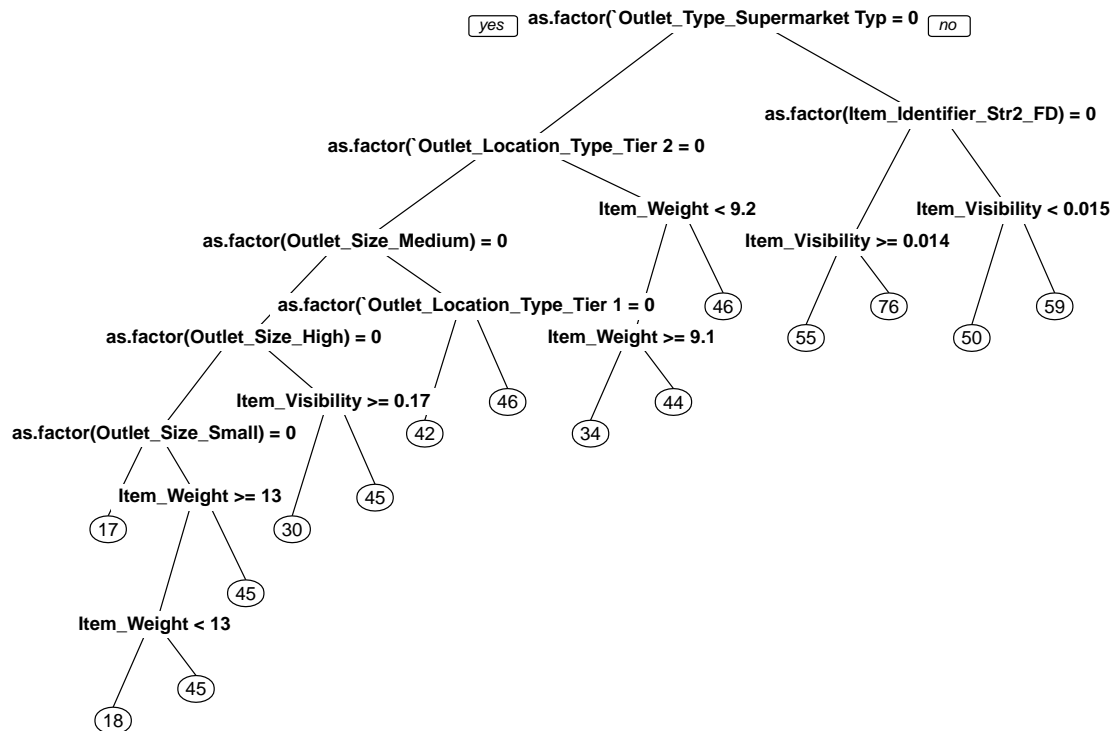 yes as.factor(`Outlet_Type_Supermarket Typ = 0 no
as.factor(Item_Identifier_Str2_FD) = 0
as.factor(`Outlet_Location_Type_Tier 2 = 0
Item_Weight < 9.2 Item_Visibility < 0.015
as.factor(Outlet_Size_Medium) = 0 Item_Visibility >= 0.014
as.factor(`Outlet_Location_Type_Tier 1 = 0 46 76 59
as.factor(Outlet_Size_High) = 0 Item_Weight >= 9.1 55 50
Item_Visibility >= 0.17 46 44
as.factor(Outlet_Size_Small) = 0 42 34
Item_Weight >= 13 45
17 30
45
Item_Weight < 13
45
18